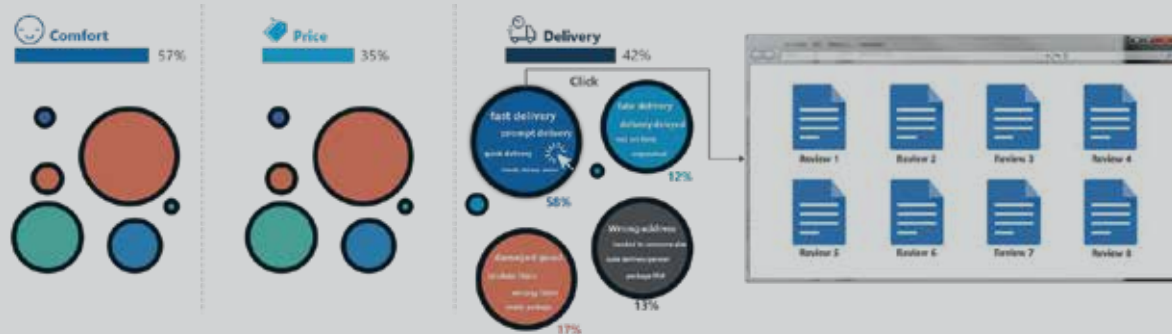 Comfort
57%
Price
35%
Delivery
42%
Click
fast delivery
prompt delivery
quick delivery
58%
late delivery
delivery delayed
not on time
12%
damaged good
17%
Wrong address
13%
Review 1
Review 2
Review 3
Review 4
Review 5
Review 6
Review 7
Review 8